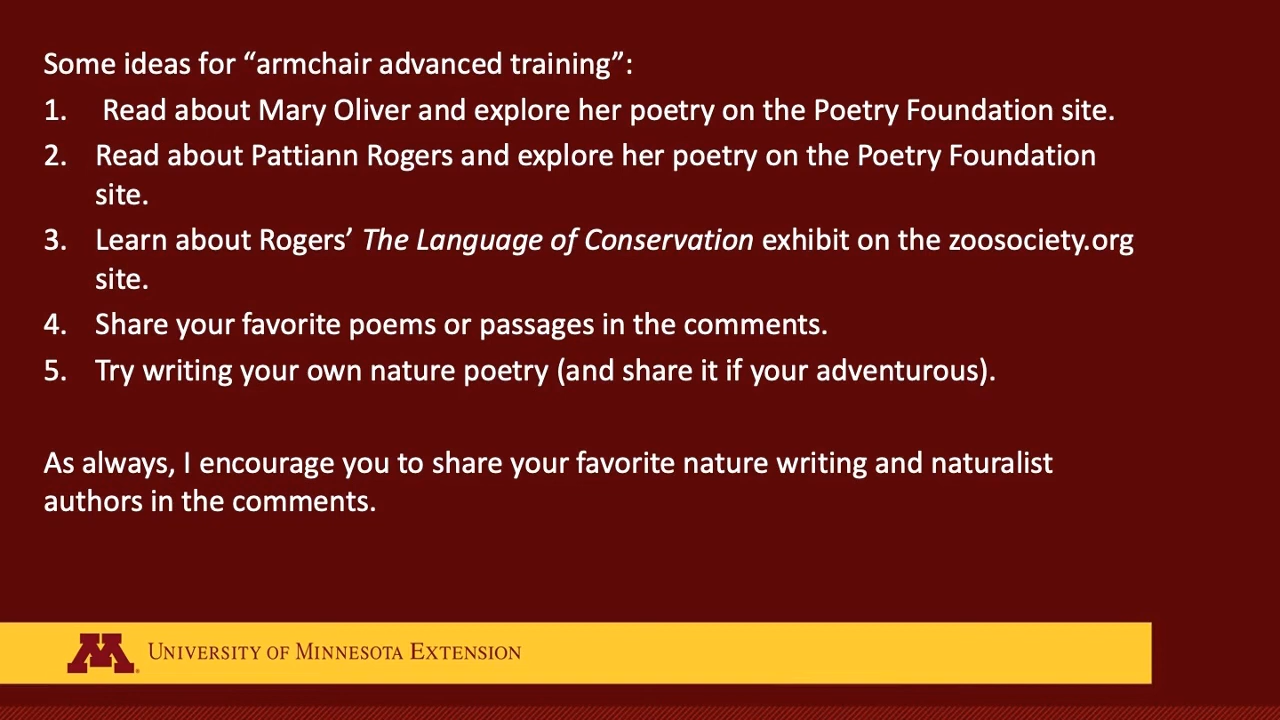 Some ideas for “armchair advanced training”:
1. Read about Mary Oliver and explore her poetry on the Poetry Foundation site.
2. Read about Pattiann Rogers and explore her poetry on the Poetry Foundation
site.
3. Learn about Rogers’ The Language of Conservation exhibit on the zoosociety.org
site.
4. Share your favorite poems or passages in the comments.
5. Try writing your own nature poetry (and share it if your adventurous).
As always, I encourage you to share your favorite nature writing and naturalist
authors in the comments.
M UNIVERSITY OF MINNESOTA EXTENSION